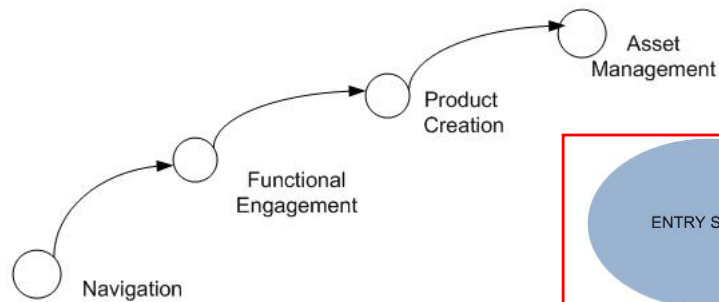 Asset
Management
Product
Creation
Functional
Engagement
ENTRY S
Navigation